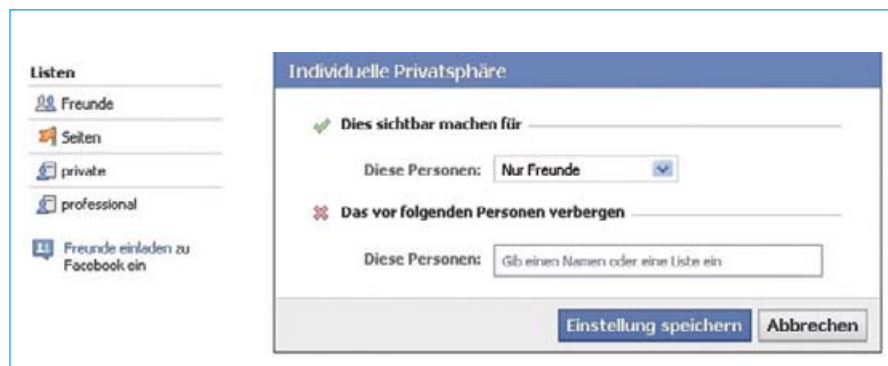 Listen
Freunde
Seiten
private
professional
Freunde einladen zu
Facebook ein
Individuelle Privatsphäre
Dies sichtbar machen für
Diese Personen: Nur Freunde
Das vor folgenden Personen verbergen
Diese Personen: Gib einen Namen oder eine Liste ein
Einstellung speichern Abbrechen